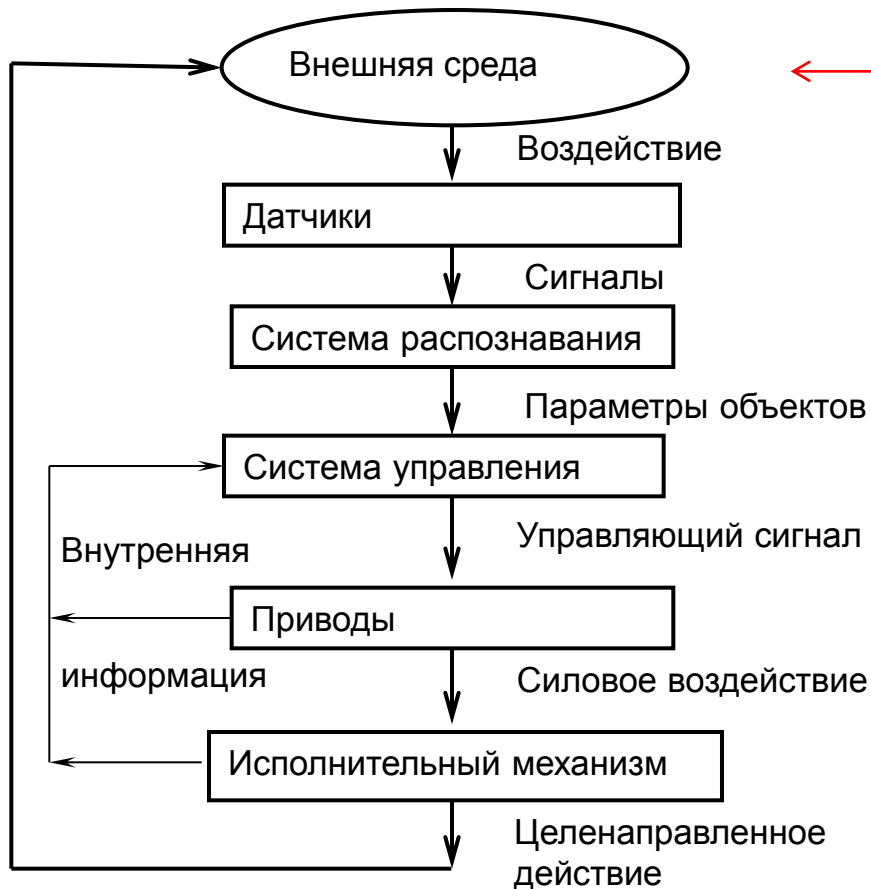 Внешняя среда
Воздействие
Датчики
Сигналы
Система распознавания
Параметры объектов
Система управления
Управляющий сигнал
Внутренняя
Приводы
информация
Силовое воздействие
Исполнительный механизм
Целенаправленное
действие